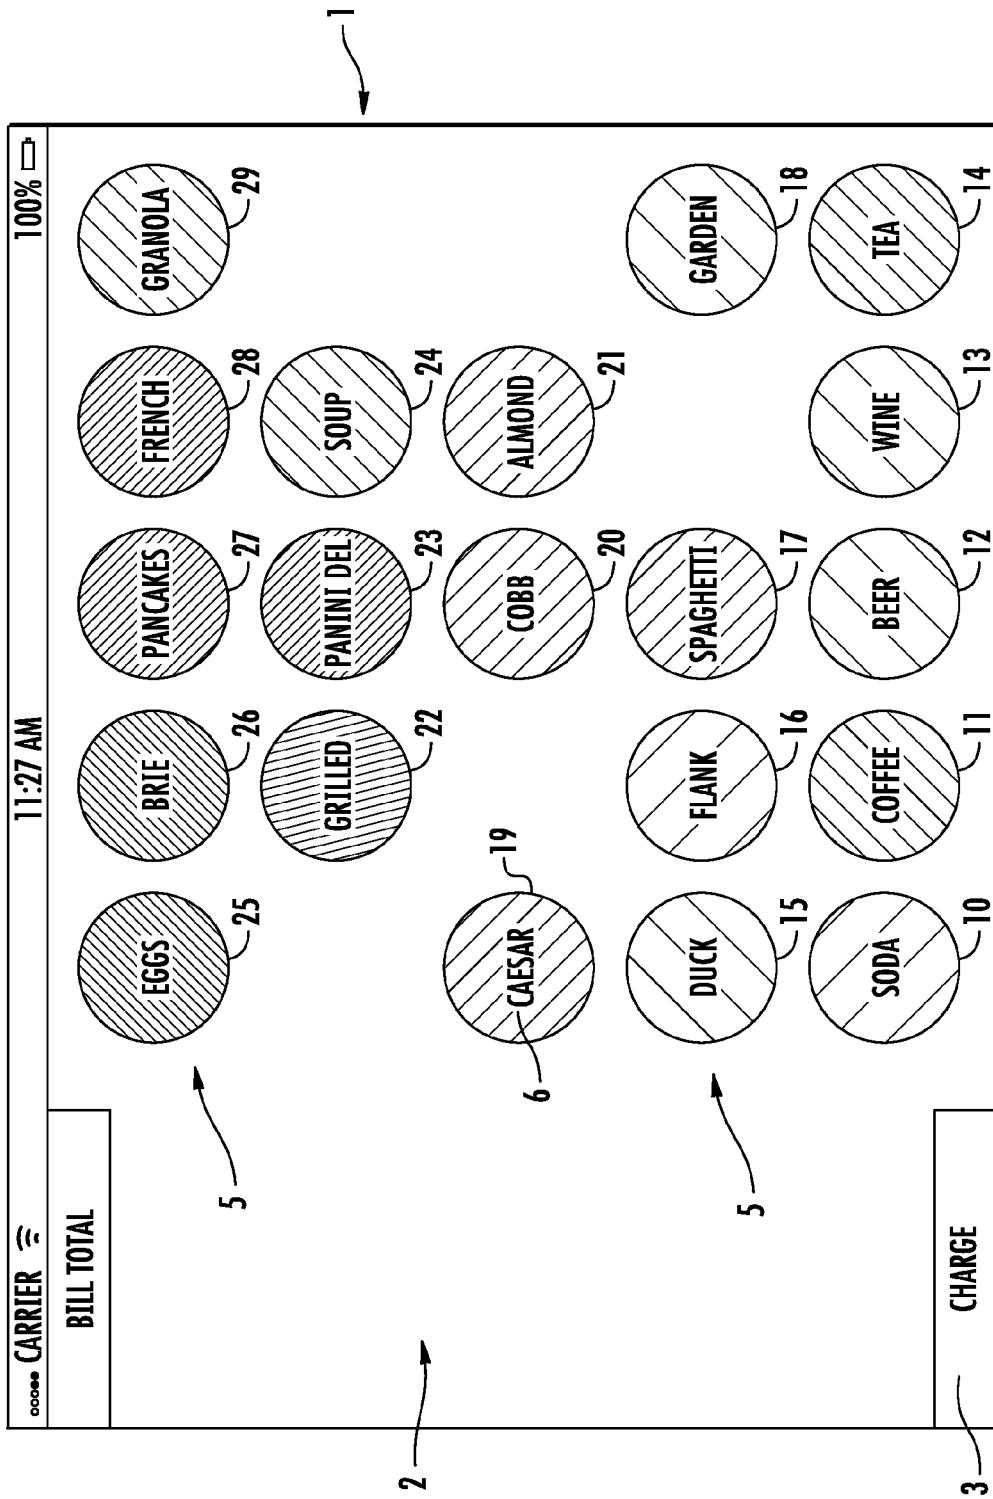 CARRIER 11:27 AM 100%
BILL TOTAL
EGGS BRIE PANCAKES FRENCH GRANOLA
25 26 27 28 29
5
GRILLED PANINI DEL SOUP
22 23 24
2
19
CAESAR COBB ALMOND
6
20 21
DUCK FLANK SPAGHETTI GARDEN
15 16 17 18
5
CHARGE
SODA COFFEE BEER WINE TEA
10 11 12 13 14
3
1